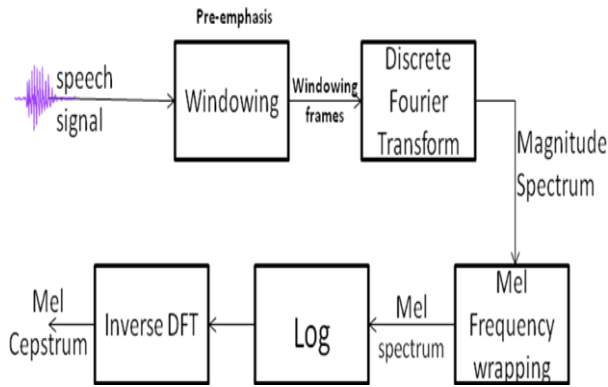 Pre-emphasis
speech
signal
Windowing
Windowing
frames
Discrete
Fourier
Transform
Magnitude
Spectrum
Mel
Frequency
wrapping
Mel
spectrum
Log
Inverse DFT
Mel
Cepstrum